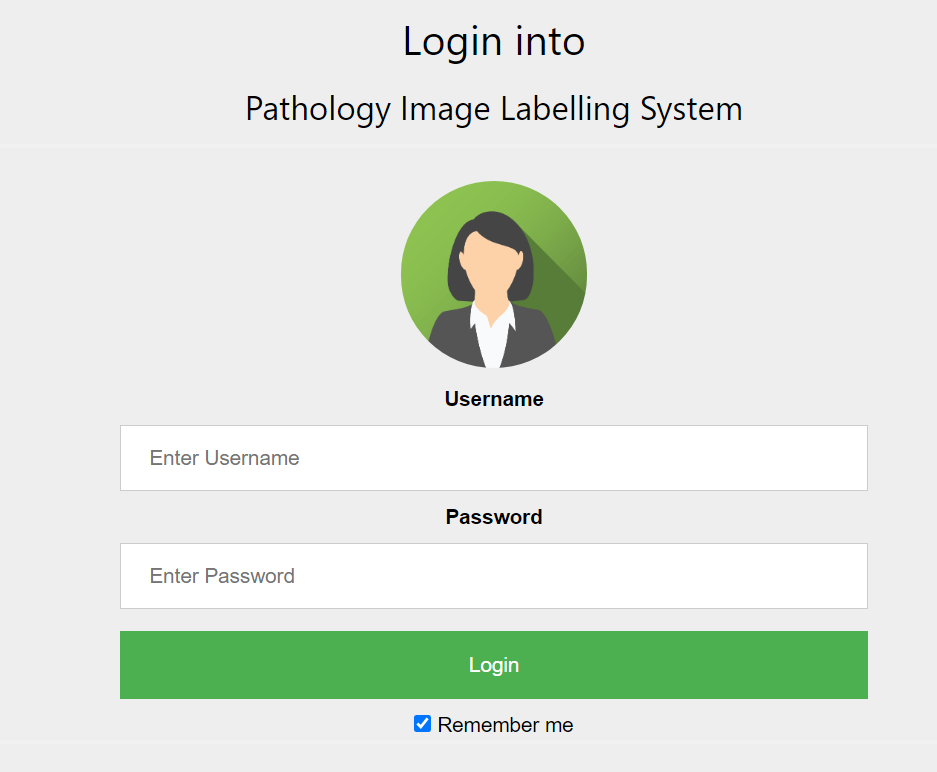 Login into
Pathology Image Labelling System
Username
Enter Username
Password
Enter Password
Login
Remember me